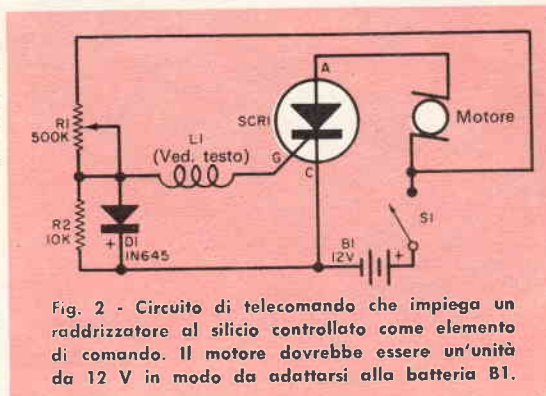 A
SCR1
R1
500K
L1
(Ved. testo)
G
C
Motore
R2
10K
+ D1
1N645
S1
B1
12V
+
Fig. 2 - Circuito di telecomando che impiega un
raddrizzatore al silicio controllato come elemento
di comando. Il motore dovrebbe essere un'unità
da 12 V in modo da adattarsi alla batteria B1.